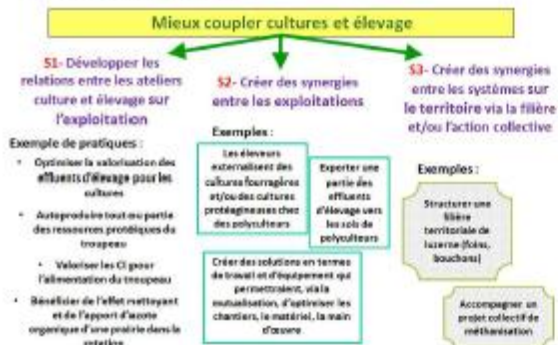 Mieux coupler cultures et élevage
S1- Développer les
relations entre les ateliers
culture et élevage sur
l'exploitation
Exemple de pratiques :
• Optimiser la valorisation des
effluents d'élevage pour les
cultures
• Autoproduire tout ou partie
des ressources protéiques du
troupeau
• Valoriser les CI pour
l'alimentation du troupeau
• Bénéficier de l'effet nettoyant
et de l'apport d'azote
organique d'une prairie dans la
rotation
S2- Créer des synergies
entre les exploitations
Exemples :
Les éleveurs
externalisent des
cultures fourragères
et/ou des cultures
protéagineuses chez
des polyculteurs
Exporter une
partie des
effluents
d'élevage vers
les sols de
polyculteurs
Créer des solutions en termes
de travail et d'équipement qui
permettraient, via la
mutualisation, d'optimiser les
chantiers, le matériel, la main
d'œuvre
S3- Créer des synergies
entre les systèmes sur
le territoire via la filière
et/ou l'action collective
Exemples :
Structurer une
filière
territoriale de
luzerne (foins,
bouchons)
Accompagner un
projet collectif de
méthanisation